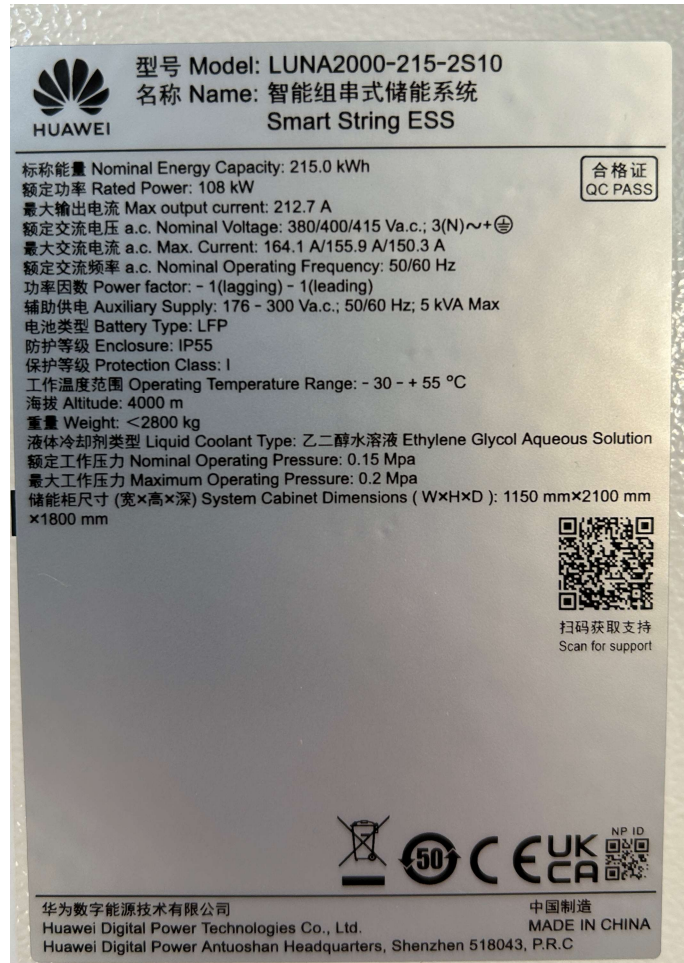 HUAWEI
型号 Model: LUNA2000-215-2S10
名称 Name: 智能组串式储能系统
Smart String ESS
标称能量 Nominal Energy Capacity: 215.0 kWh
额定功率 Rated Power: 108 kW
最大输出电流 Max output current: 212.7 A
额定交流电压 a.c. Nominal Voltage: 380/400/415 Va.c.; 3(N)～+⏚
最大交流电流 a.c. Max. Current: 164.1 A/155.9 A/150.3 A
额定交流频率 a.c. Nominal Operating Frequency: 50/60 Hz
功率因数 Power factor: - 1(lagging) - 1(leading)
辅助供电 Auxiliary Supply: 176 - 300 Va.c.; 50/60 Hz; 5 kVA Max
电池类型 Battery Type: LFP
防护等级 Enclosure: IP55
保护等级 Protection Class: I
工作温度范围 Operating Temperature Range: - 30 - + 55 °C
海拔 Altitude: 4000 m
重量 Weight: <2800 kg
液体冷却剂类型 Liquid Coolant Type: 乙二醇水溶液 Ethylene Glycol Aqueous Solution
额定工作压力 Nominal Operating Pressure: 0.15 Mpa
最大工作压力 Maximum Operating Pressure: 0.2 Mpa
储能柜尺寸 (宽×高×深) System Cabinet Dimensions ( W×H×D ): 1150 mm×2100 mm
×1800 mm
合格证
QC PASS
扫码获取支持
Scan for support
50
CE
UK
CA
NP ID
华为数字能源技术有限公司
Huawei Digital Power Technologies Co., Ltd.
Huawei Digital Power Antuoshan Headquarters, Shenzhen 518043, P.R.C
中国制造
MADE IN CHINA